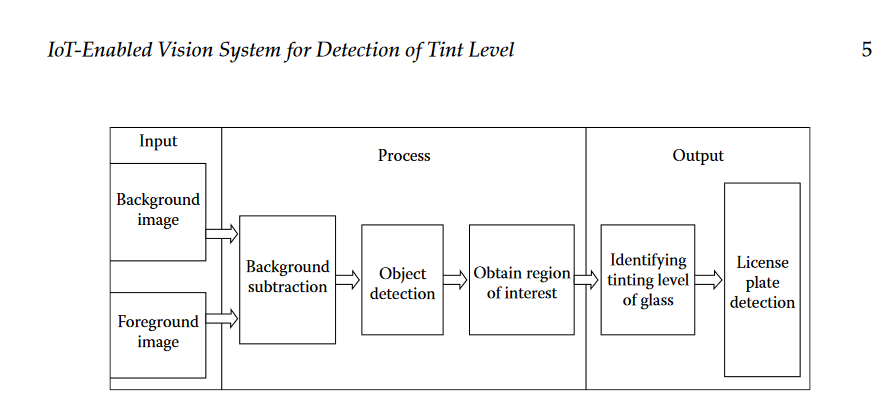 IoT-Enabled Vision System for Detection of Tint Level
5
Input
Process
Output
Background
image
Foreground
image
Background
subtraction
Object
detection
Obtain region
of interest
Identifying
tinting level
of glass
License
plate
detection